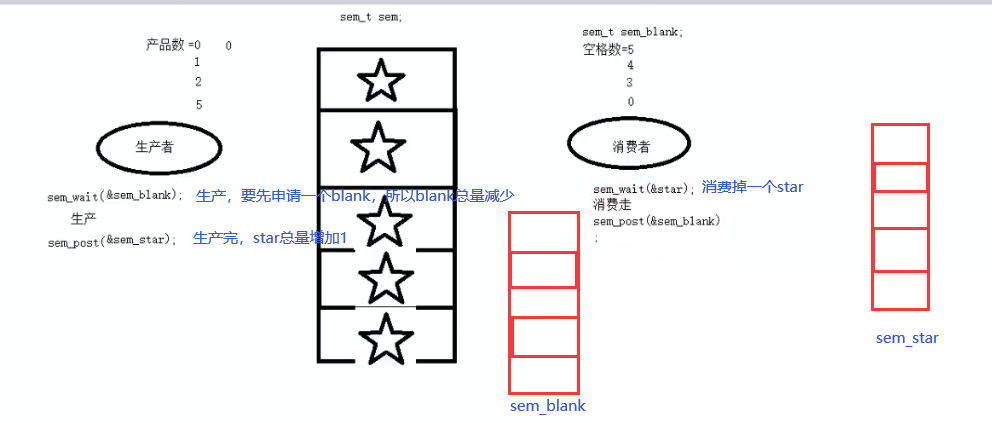 sem_t sem;
产品数 =0 0
1
2
5
生产者
sem_wait(&sem_blank);
生产，要先申请一个blank，所以blank总量减少
生产
sem_post(&sem_star);
生产完，star总量增加1
sem_t sem_blank;
空格数=5
4
3
0
消费者
sem_wait(&star);
消费掉一个star
消费走
sem_post(&sem_blank)
;
sem_blank
sem_star